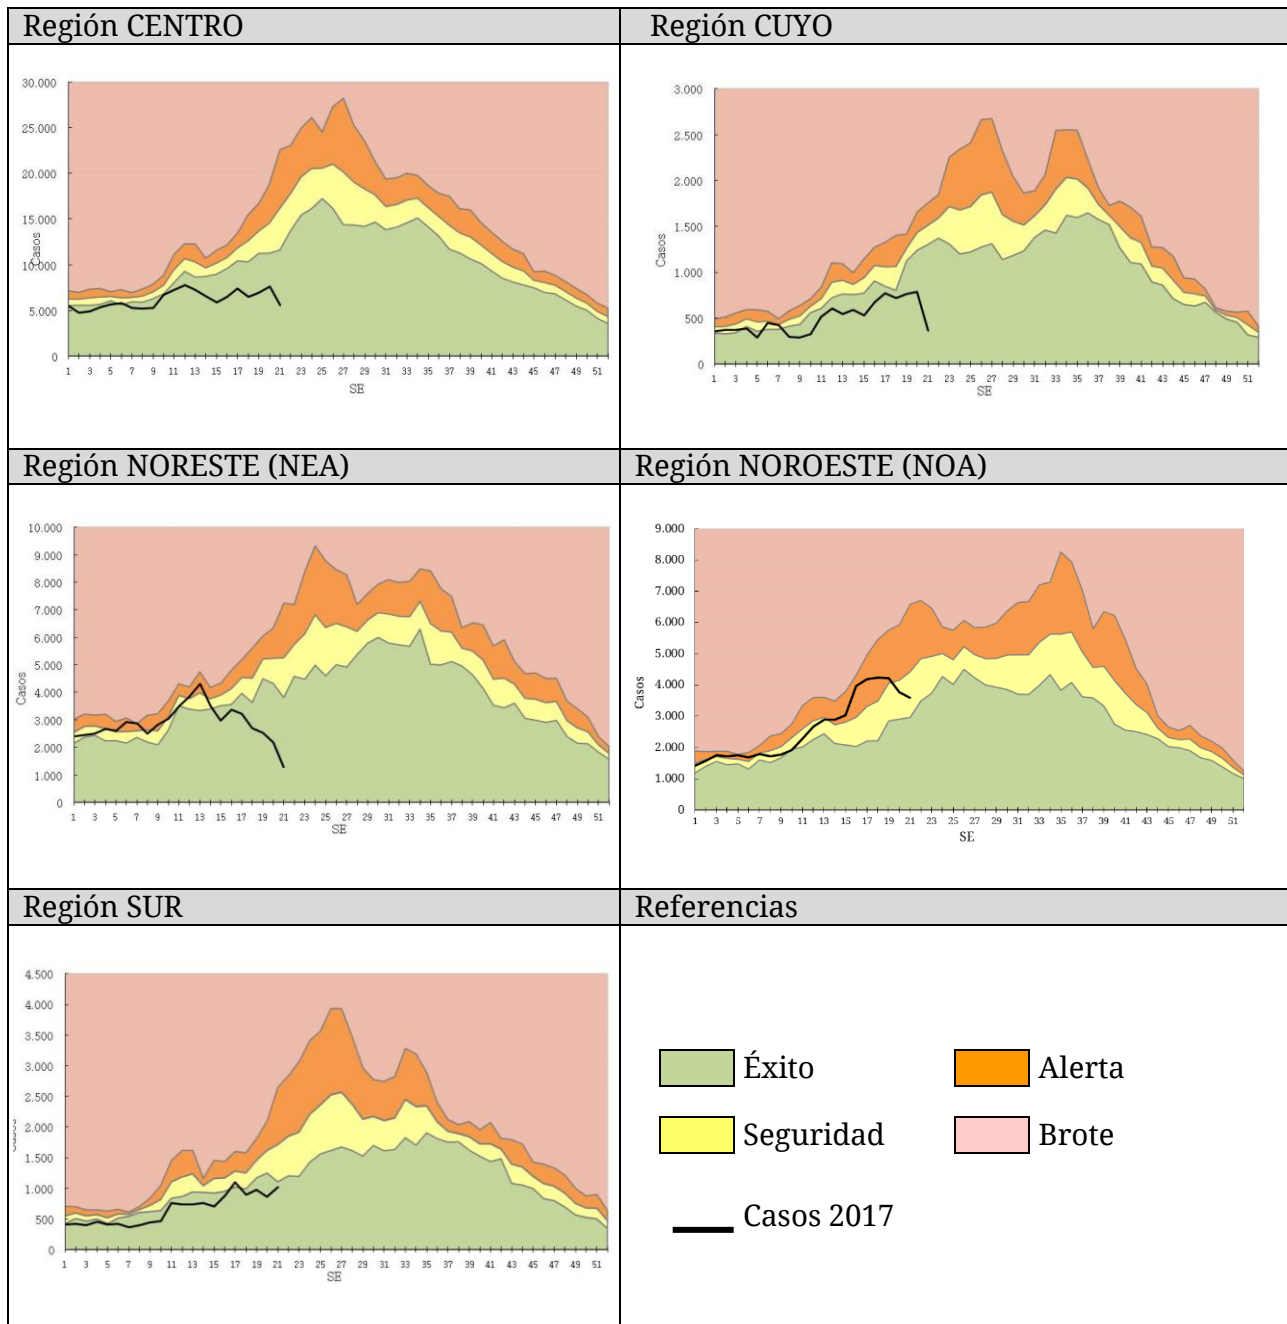 Región CENTRO
Región CUYO
30.000
25.000
20.000
15.000
10.000
5.000
0
Casos
1 3 5 7 9 11 13 15 17 19 21 23 25 27 29 31 33 35 37 39 41 43 45 47 49 51
SE
3.000
2.500
2.000
1.500
1.000
500
0
Casos
1 3 5 7 9 11 13 15 17 19 21 23 25 27 29 31 33 35 37 39 41 43 45 47 49 51
SE
Región NORESTE (NEA)
Región NOROESTE (NOA)
10.000
9.000
8.000
7.000
6.000
5.000
4.000
3.000
2.000
1.000
0
Casos
1 3 5 7 9 11 13 15 17 19 21 23 25 27 29 31 33 35 37 39 41 43 45 47 49 51
SE
9.000
8.000
7.000
6.000
5.000
4.000
3.000
2.000
1.000
0
Casos
1 3 5 7 9 11 13 15 17 19 21 23 25 27 29 31 33 35 37 39 41 43 45 47 49 51
SE
Región SUR
Referencias
4.500
4.000
3.500
3.000
2.500
2.000
1.500
1.000
500
0
1 3 5 7 9 11 13 15 17 19 21 23 25 27 29 31 33 35 37 39 41 43 45 47 49 51
SE
Éxito
Alerta
Seguridad
Brote
Casos 2017